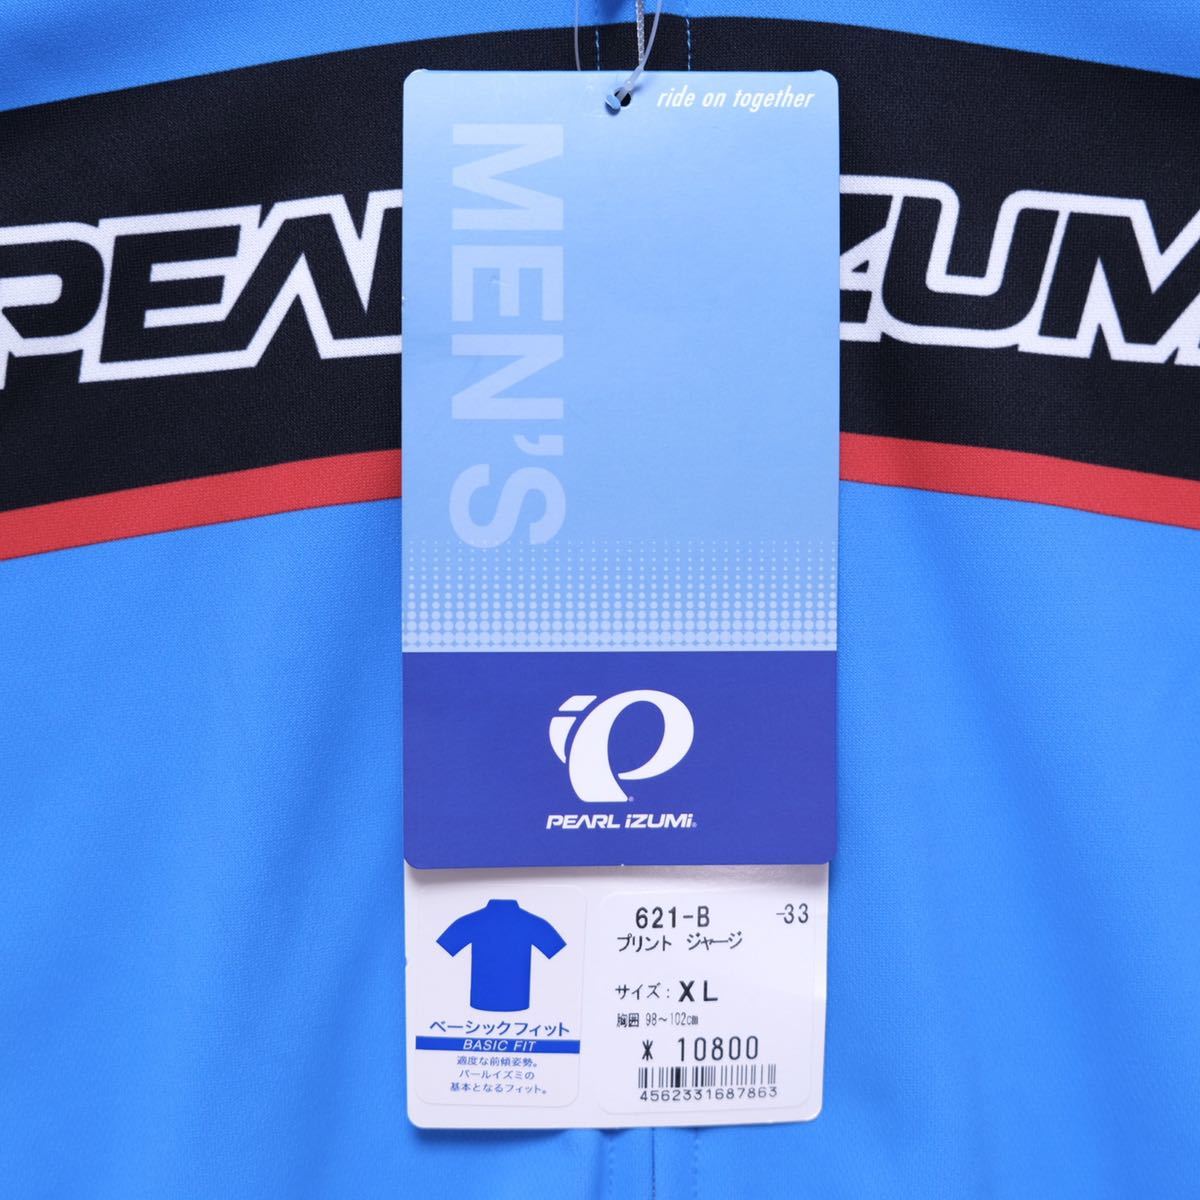 ride on together
MEN'S
PEARL iZUMi
621-B -33
プリント ジャージ
サイズ: XL
胸囲 98~102cm
¥ 10800
4562331687863
ベーシックフィット
BASIC FIT
適度な前傾姿勢。
パールイズミの
基本となるフィット。